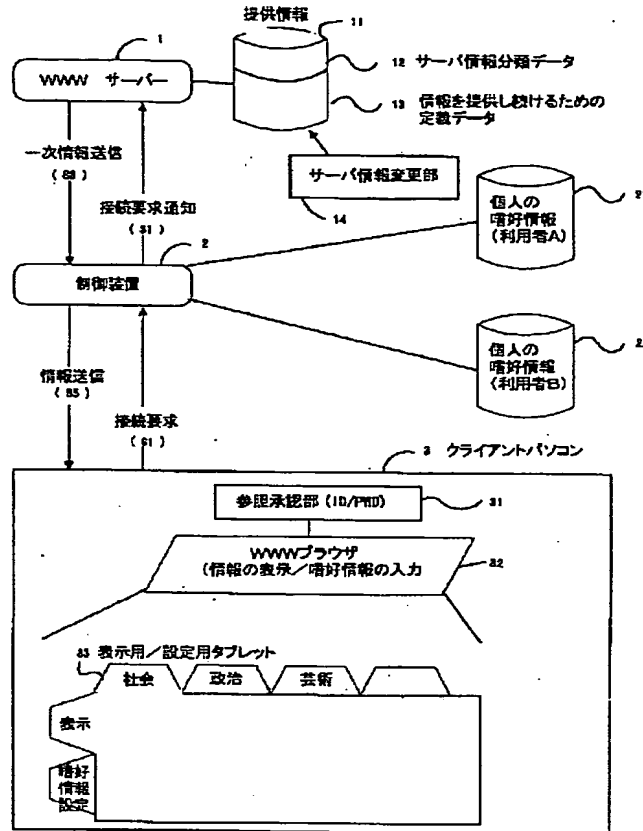 提供情報
11
1
WWW サーバー
12 サーバ情報分類データ
13 情報を提供し続けるための
定義データ
一次情報送信
接続要求通知
(S1)
サーバ情報変更部
14
2
個人の
嗜好情報
(利用者A)
2
制御装置
情報送信
(S5)
接続要求
(S1)
個人の
嗜好情報
(利用者B)
2
3 クライアントパソコン
参照承認部 (ID/PWD)
31
WWWブラウザ
(情報の表示/嗜好情報の入力
32
33 表示用/設定用タブレット
社会
政治
芸術
表示
嗜好
情報
設定